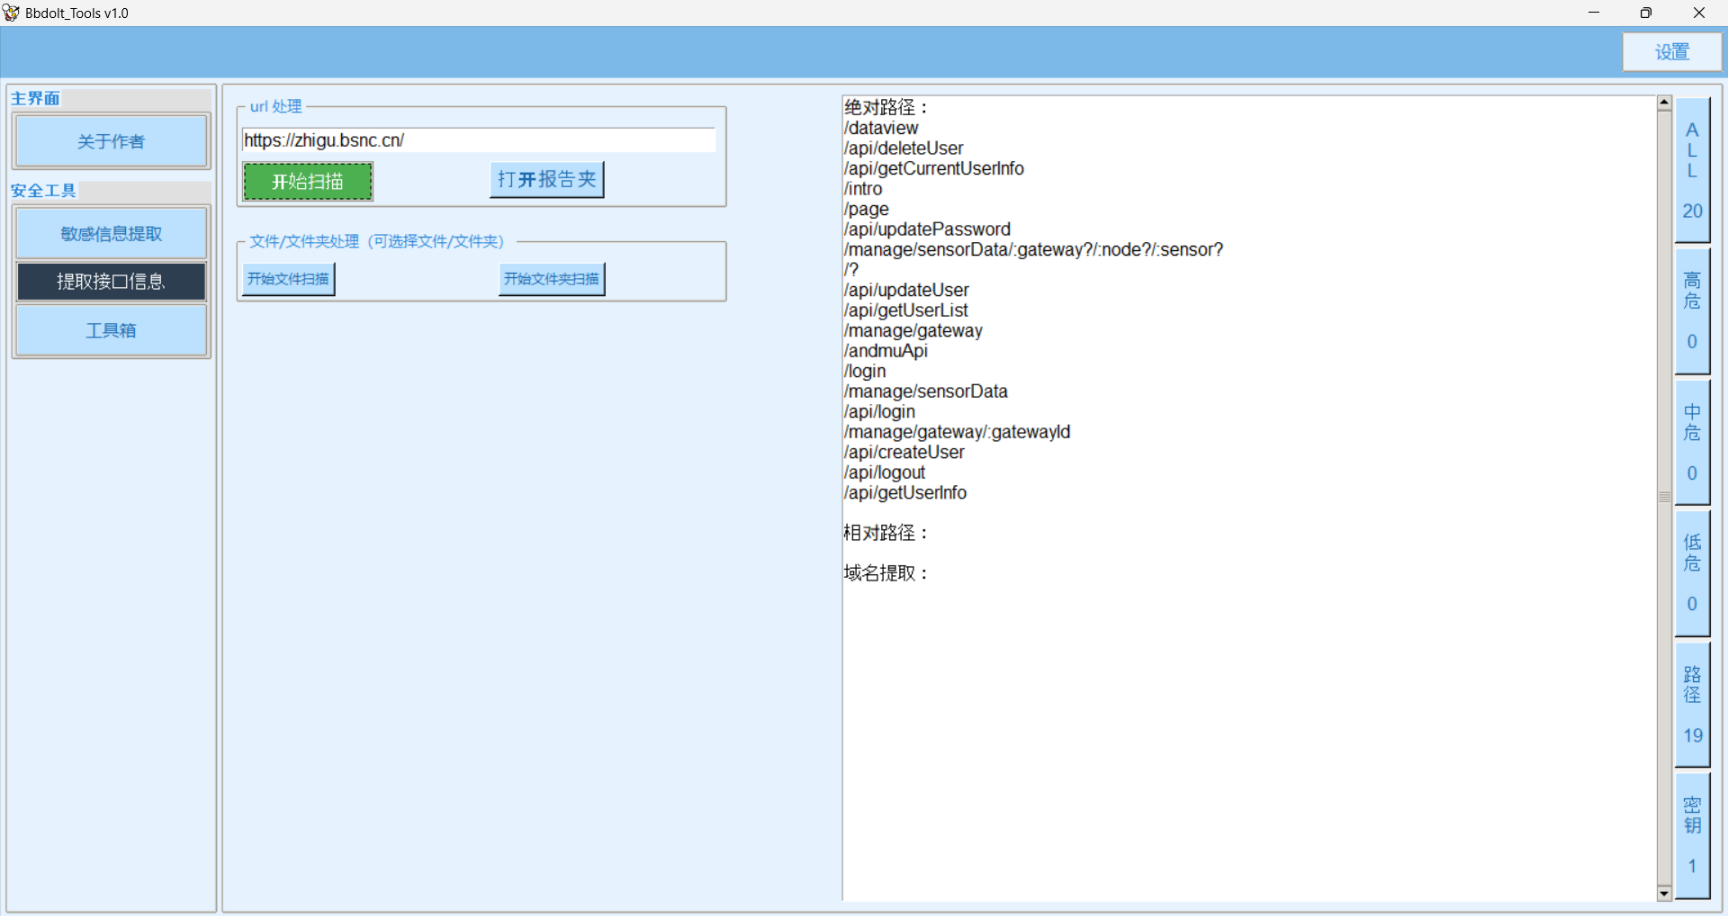 Bbdolt_Tools v1.0
设置
主界面
关于作者
安全工具
敏感信息提取
提取接口信息
工具箱
url 处理
https://zhigu.bsnc.cn/
开始扫描
打开报告夹
文件/文件夹处理（可选择文件/文件夹）
开始文件扫描
开始文件夹扫描
绝对路径：
/dataview
/api/deleteUser
/api/getCurrentUserInfo
/intro
/page
/api/updatePassword
/manage/sensorData/:gateway?/:node?/:sensor?
/?
/api/updateUser
/api/getUserList
/manage/gateway
/andmuApi
/login
/manage/sensorData
/api/login
/manage/gateway/:gatewayId
/api/createUser
/api/logout
/api/getUserInfo
相对路径：
域名提取：
ALL
20
高危
0
中危
0
低危
0
路径
19
密钥
1